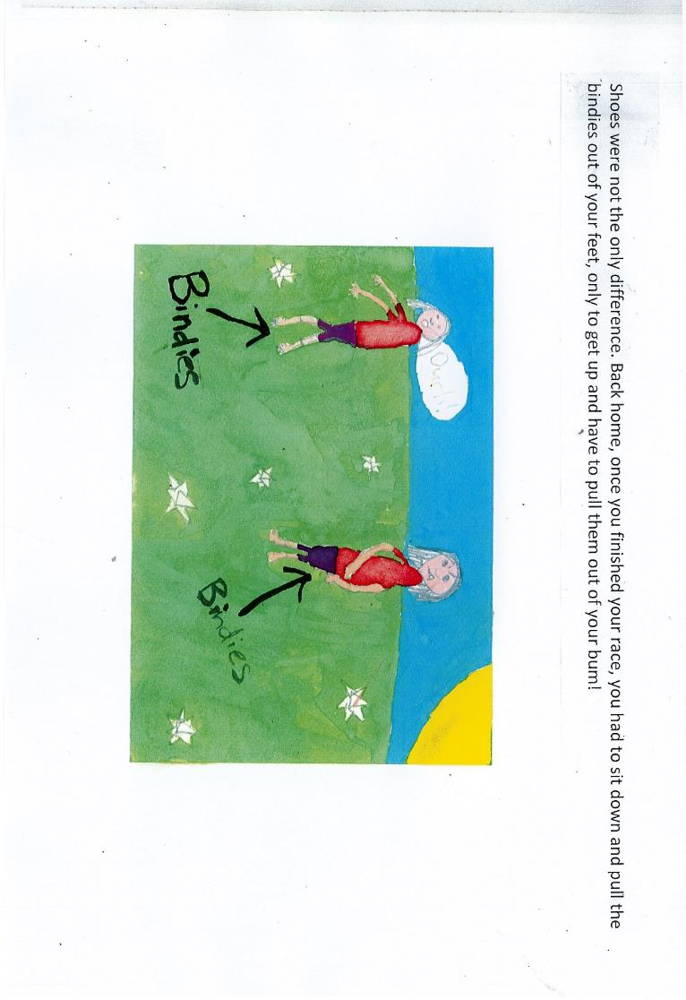 Shoes were not the only difference. Back home, once you finished your race, you had to sit down and pull the
bindies out of your feet, only to get up and have to pull them out of your bum!
Ouch!!
Bindies
Bindies